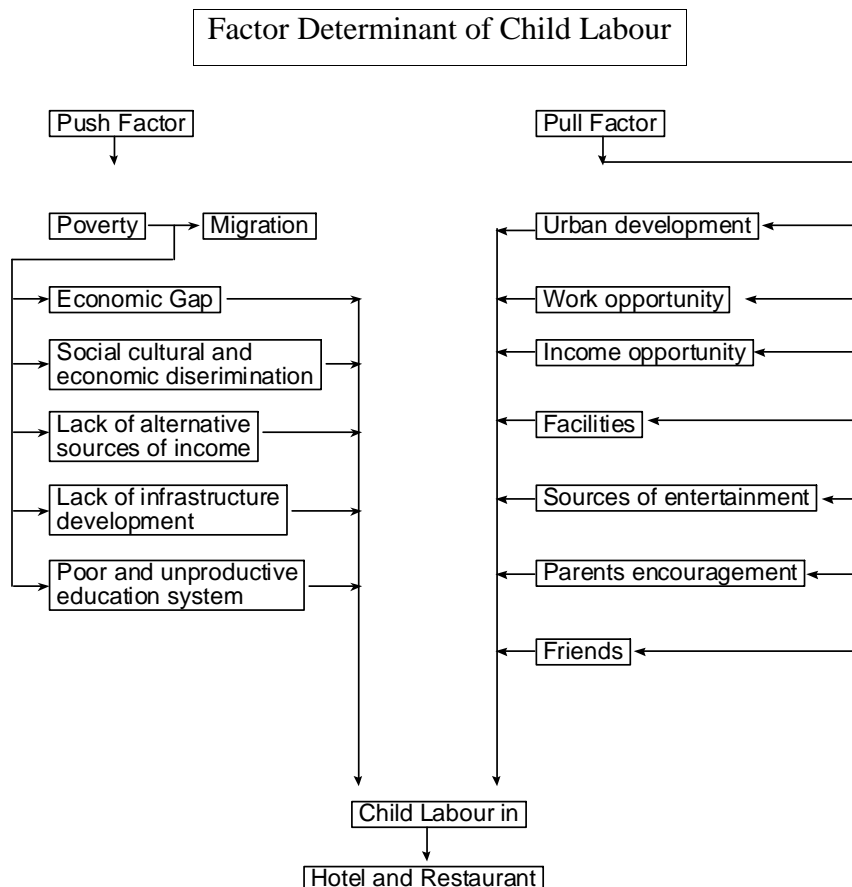 Factor Determinant of Child Labour
Push Factor
Poverty
Migration
Economic Gap
Social cultural and
economic diserimination
Lack of alternative
sources of income
Lack of infrastructure
development
Poor and unproductive
education system
Pull Factor
Urban development
Work opportunity
Income opportunity
Facilities
Sources of entertainment
Parents encouragement
Friends
Child Labour in
Hotel and Restaurant